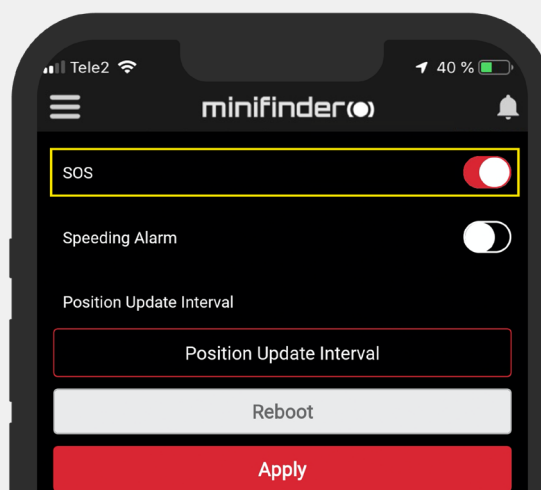 Tele2 40 %
minifinder
SOS
Speeding Alarm
Position Update Interval
Position Update Interval
Reboot
Apply